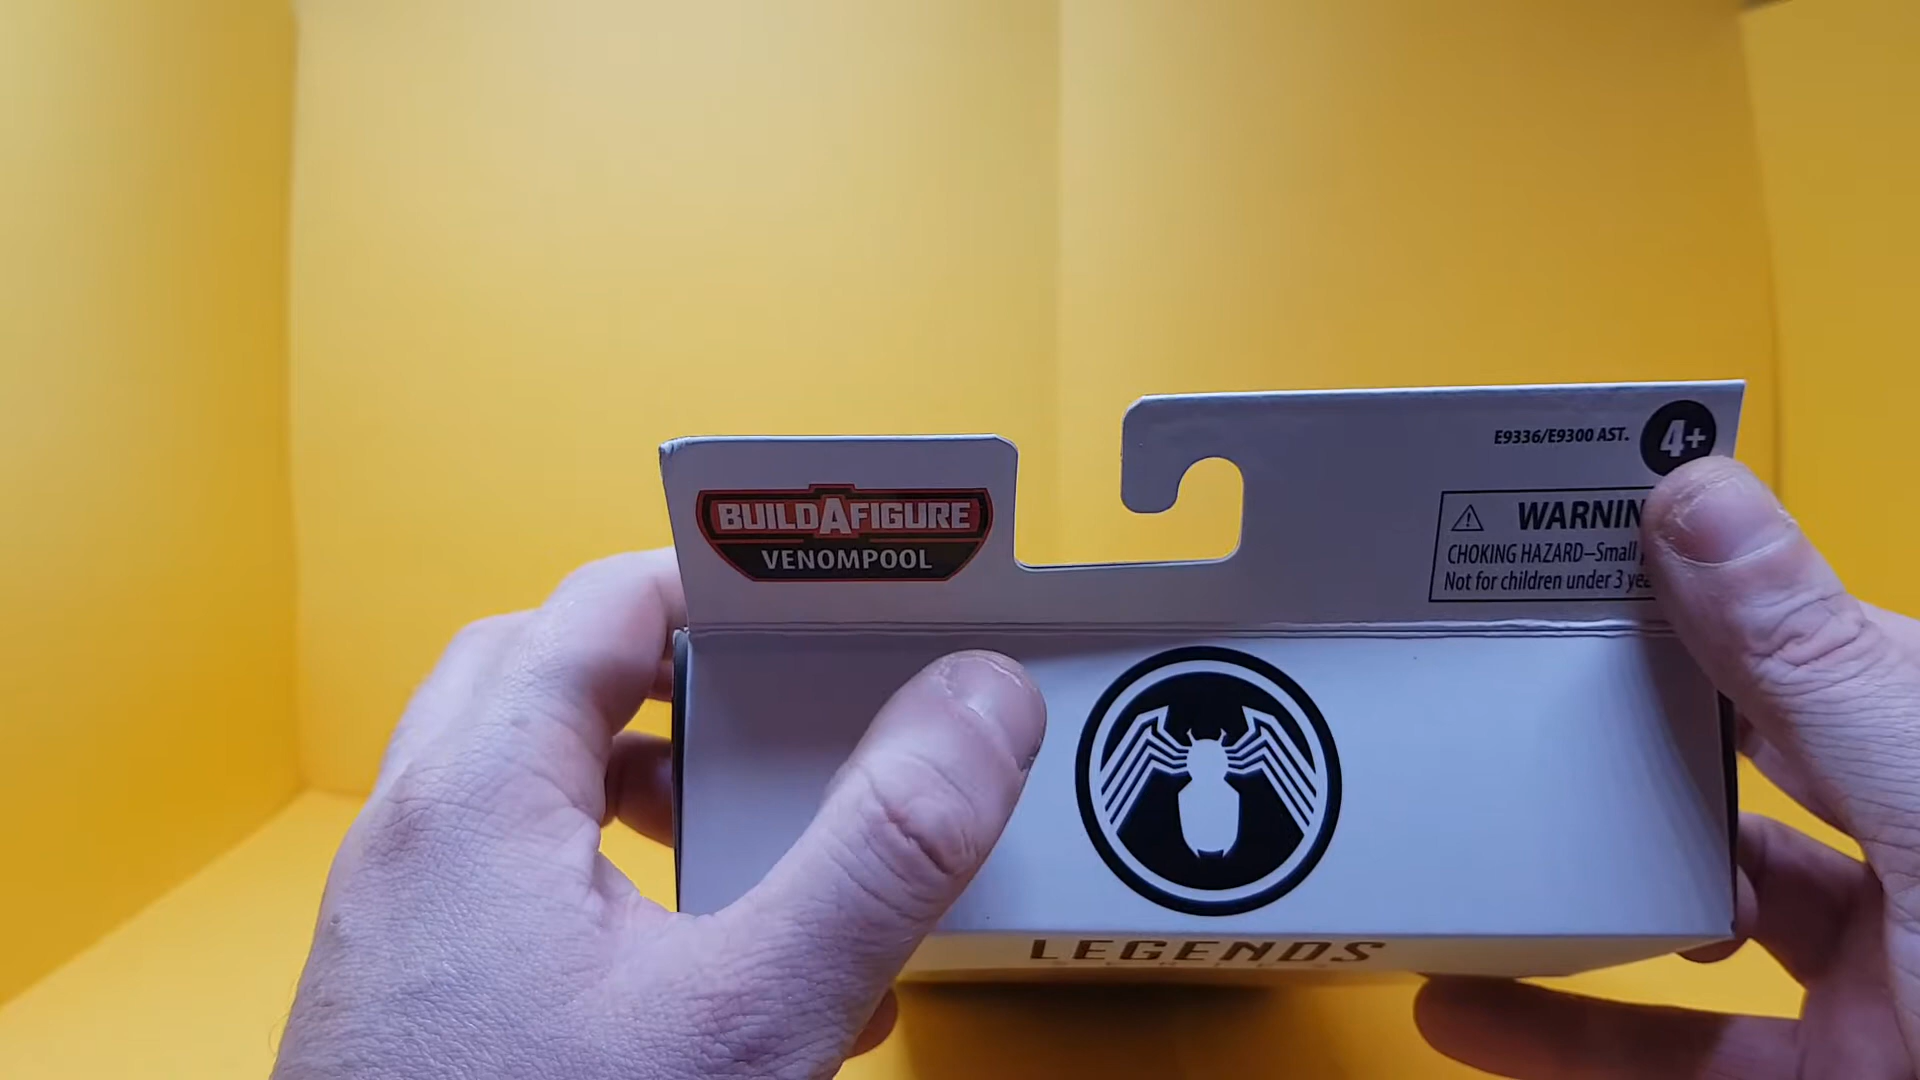 BUILDAFIGURE
VENOMPOOL
E9336/E9300 AST.
4+
WARNIN
CHOKING HAZARD–Small
Not for children under 3
LEGENDS